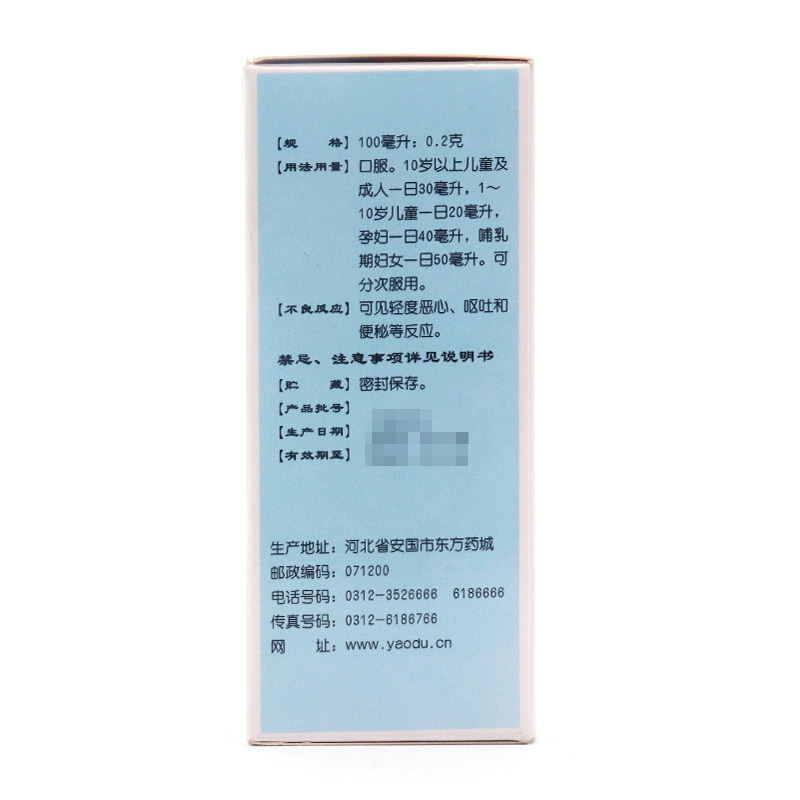 【规　　格】100毫升：0.2克
【用法用量】口服。10岁以上儿童及
成人一日30毫升，1～
10岁儿童一日20毫升，
孕妇一日40毫升，哺乳
期妇女一日50毫升。可
分次服用。
【不良反应】可见轻度恶心、呕吐和
便秘等反应。
禁忌、注意事项详见说明书
【贮　　藏】密封保存。
【产品批号】
【生产日期】
【有效期至】
生产地址：河北省安国市东方药城
邮政编码：071200
电话号码：0312-3526666　6186666
传真号码：0312-6186766
网　　址：www.yaodu.cn